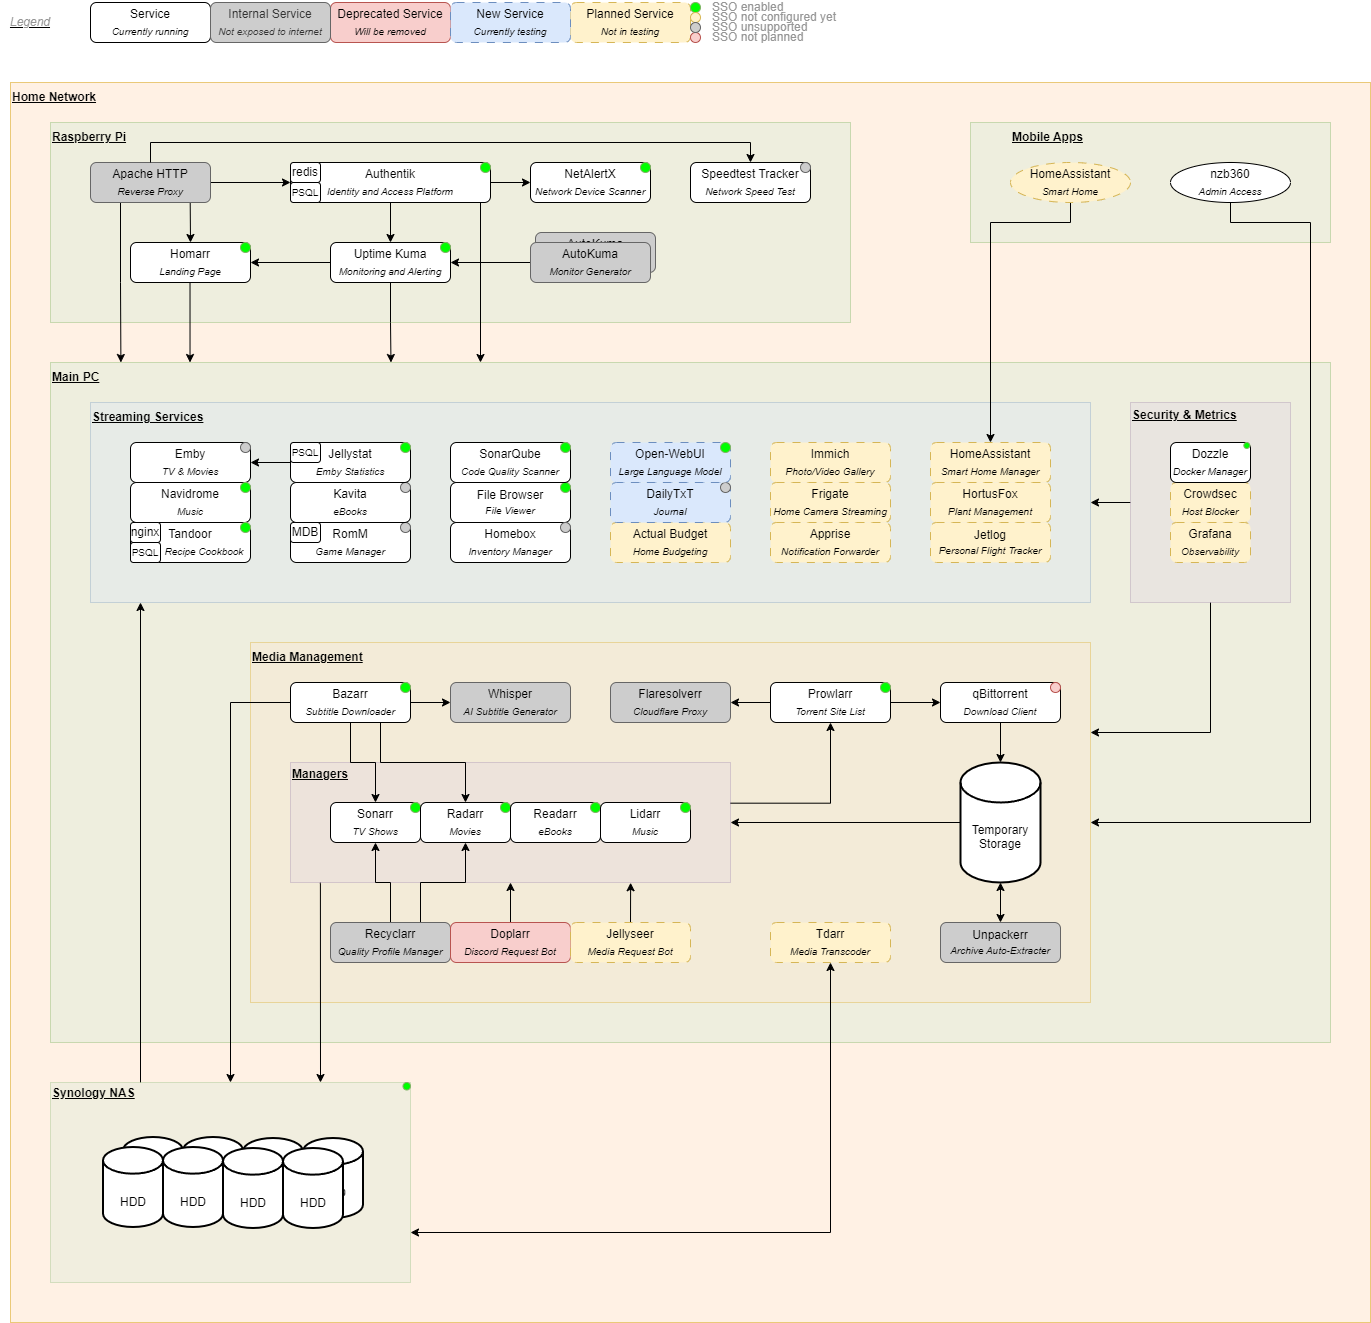 Legend
Service
Currently running
Internal Service
Not exposed to internet
Deprecated Service
Will be removed
New Service
Currently testing
Planned Service
Not in testing
SSO enabled
SSO not configured yet
SSO unsupported
SSO not planned
Home Network
Raspberry Pi
Apache HTTP
Reverse Proxy
redis
PSQL
Authentik
Identity and Access Platform
NetAlertX
Network Device Scanner
Speedtest Tracker
Network Speed Test
Homarr
Landing Page
Uptime Kuma
Monitoring and Alerting
AutoKuma
AutoKuma
Monitor Generator
Mobile Apps
HomeAssistant
Smart Home
nzb360
Admin Access
Main PC
Streaming Services
Emby
TV & Movies
Navidrome
Music
nginx
PSQL
Tandoor
Recipe Cookbook
PSQL
Jellystat
Emby Statistics
Kavita
eBooks
MDB
RomM
Game Manager
SonarQube
Code Quality Scanner
File Browser
File Viewer
Homebox
Inventory Manager
Open-WebUI
Large Language Model
DailyTxT
Journal
Actual Budget
Home Budgeting
Immich
Photo/Video Gallery
Frigate
Home Camera Streaming
Apprise
Notification Forwarder
HomeAssistant
Smart Home Manager
HortusFox
Plant Management
Jetlog
Personal Flight Tracker
Security & Metrics
Dozzle
Docker Manager
Crowdsec
Host Blocker
Grafana
Observability
Media Management
Bazarr
Subtitle Downloader
Whisper
AI Subtitle Generator
Flaresolverr
Cloudflare Proxy
Prowlarr
Torrent Site List
qBittorrent
Download Client
Managers
Sonarr
TV Shows
Radarr
Movies
Readarr
eBooks
Lidarr
Music
Temporary
Storage
Recyclarr
Quality Profile Manager
Doplarr
Discord Request Bot
Jellyseer
Media Request Bot
Tdarr
Media Transcoder
Unpackerr
Archive Auto-Extracter
Synology NAS
HDD
HDD
HDD
HDD